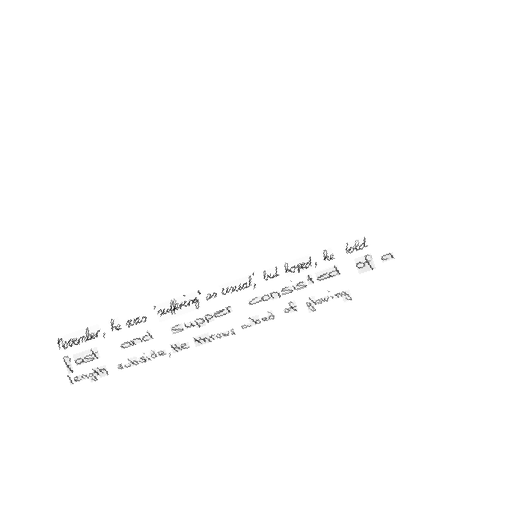 November, he was 'suffering' as usual', but hoped, he told
Fast and Supper consisted of a
length subside, the throws a bed of glowing